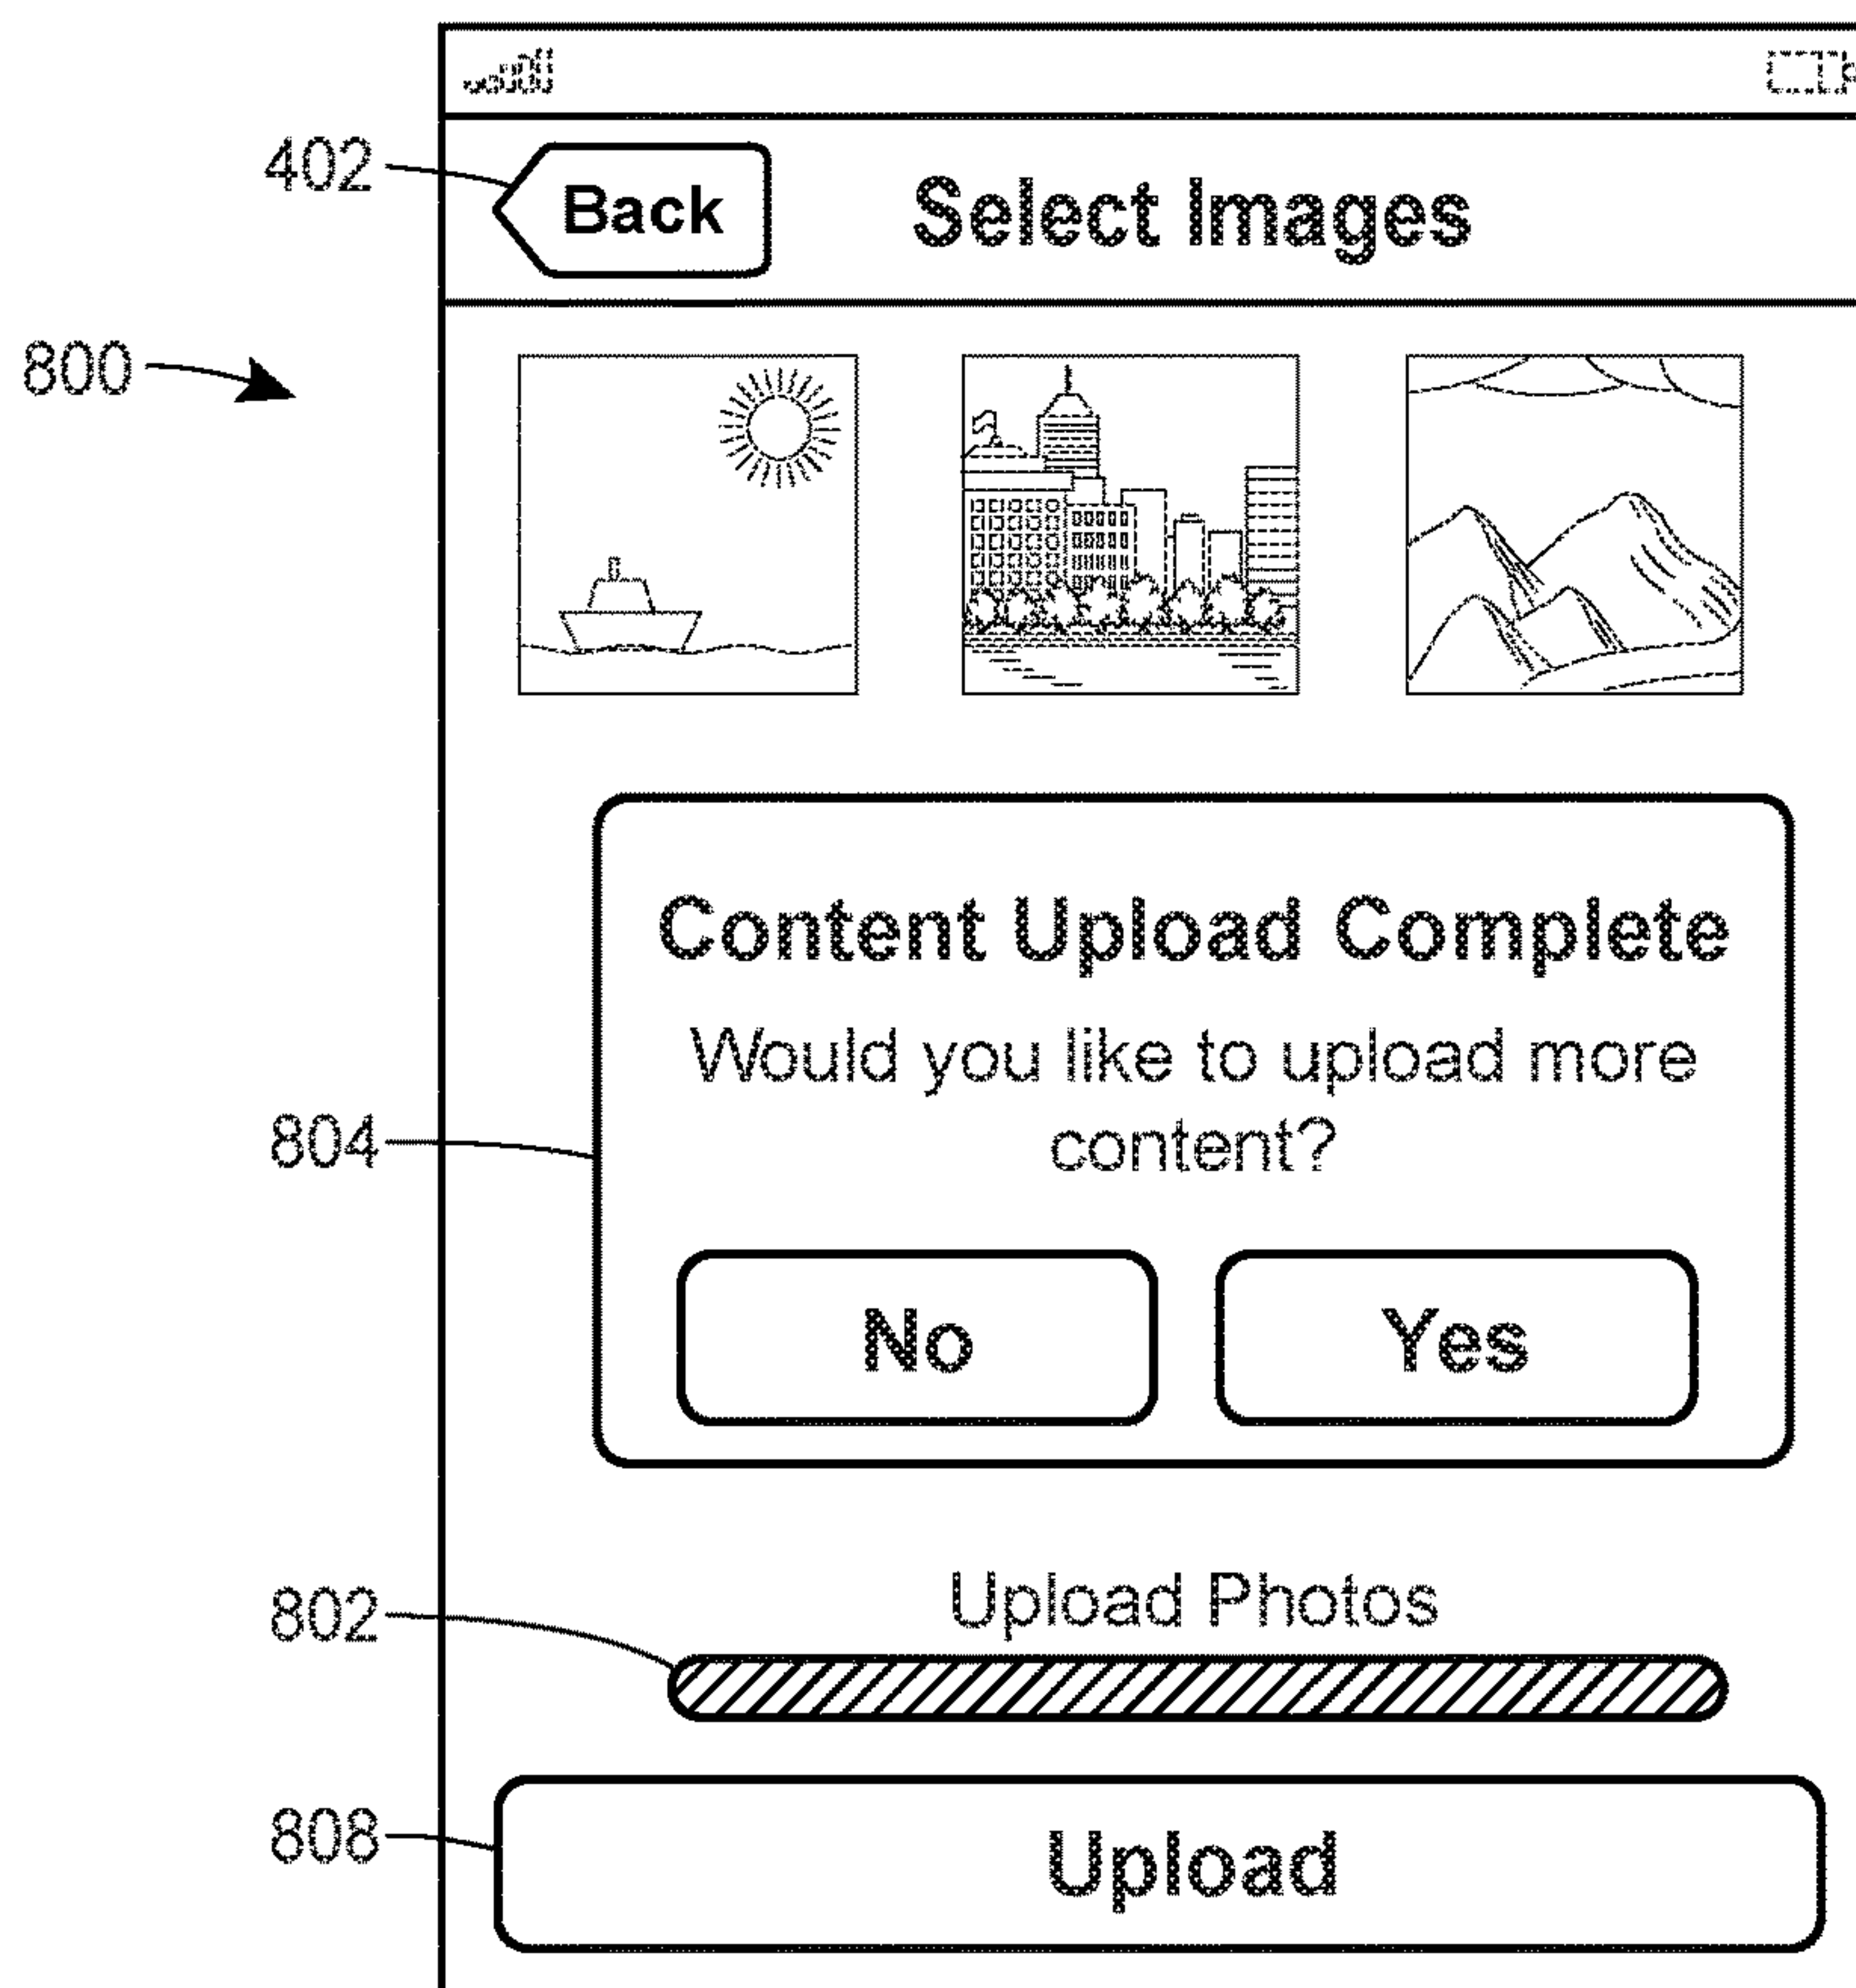 402
Back
Select Images
800
Content Upload Complete
Would you like to upload more
content?
804
No
Yes
Upload Photos
802
808
Upload